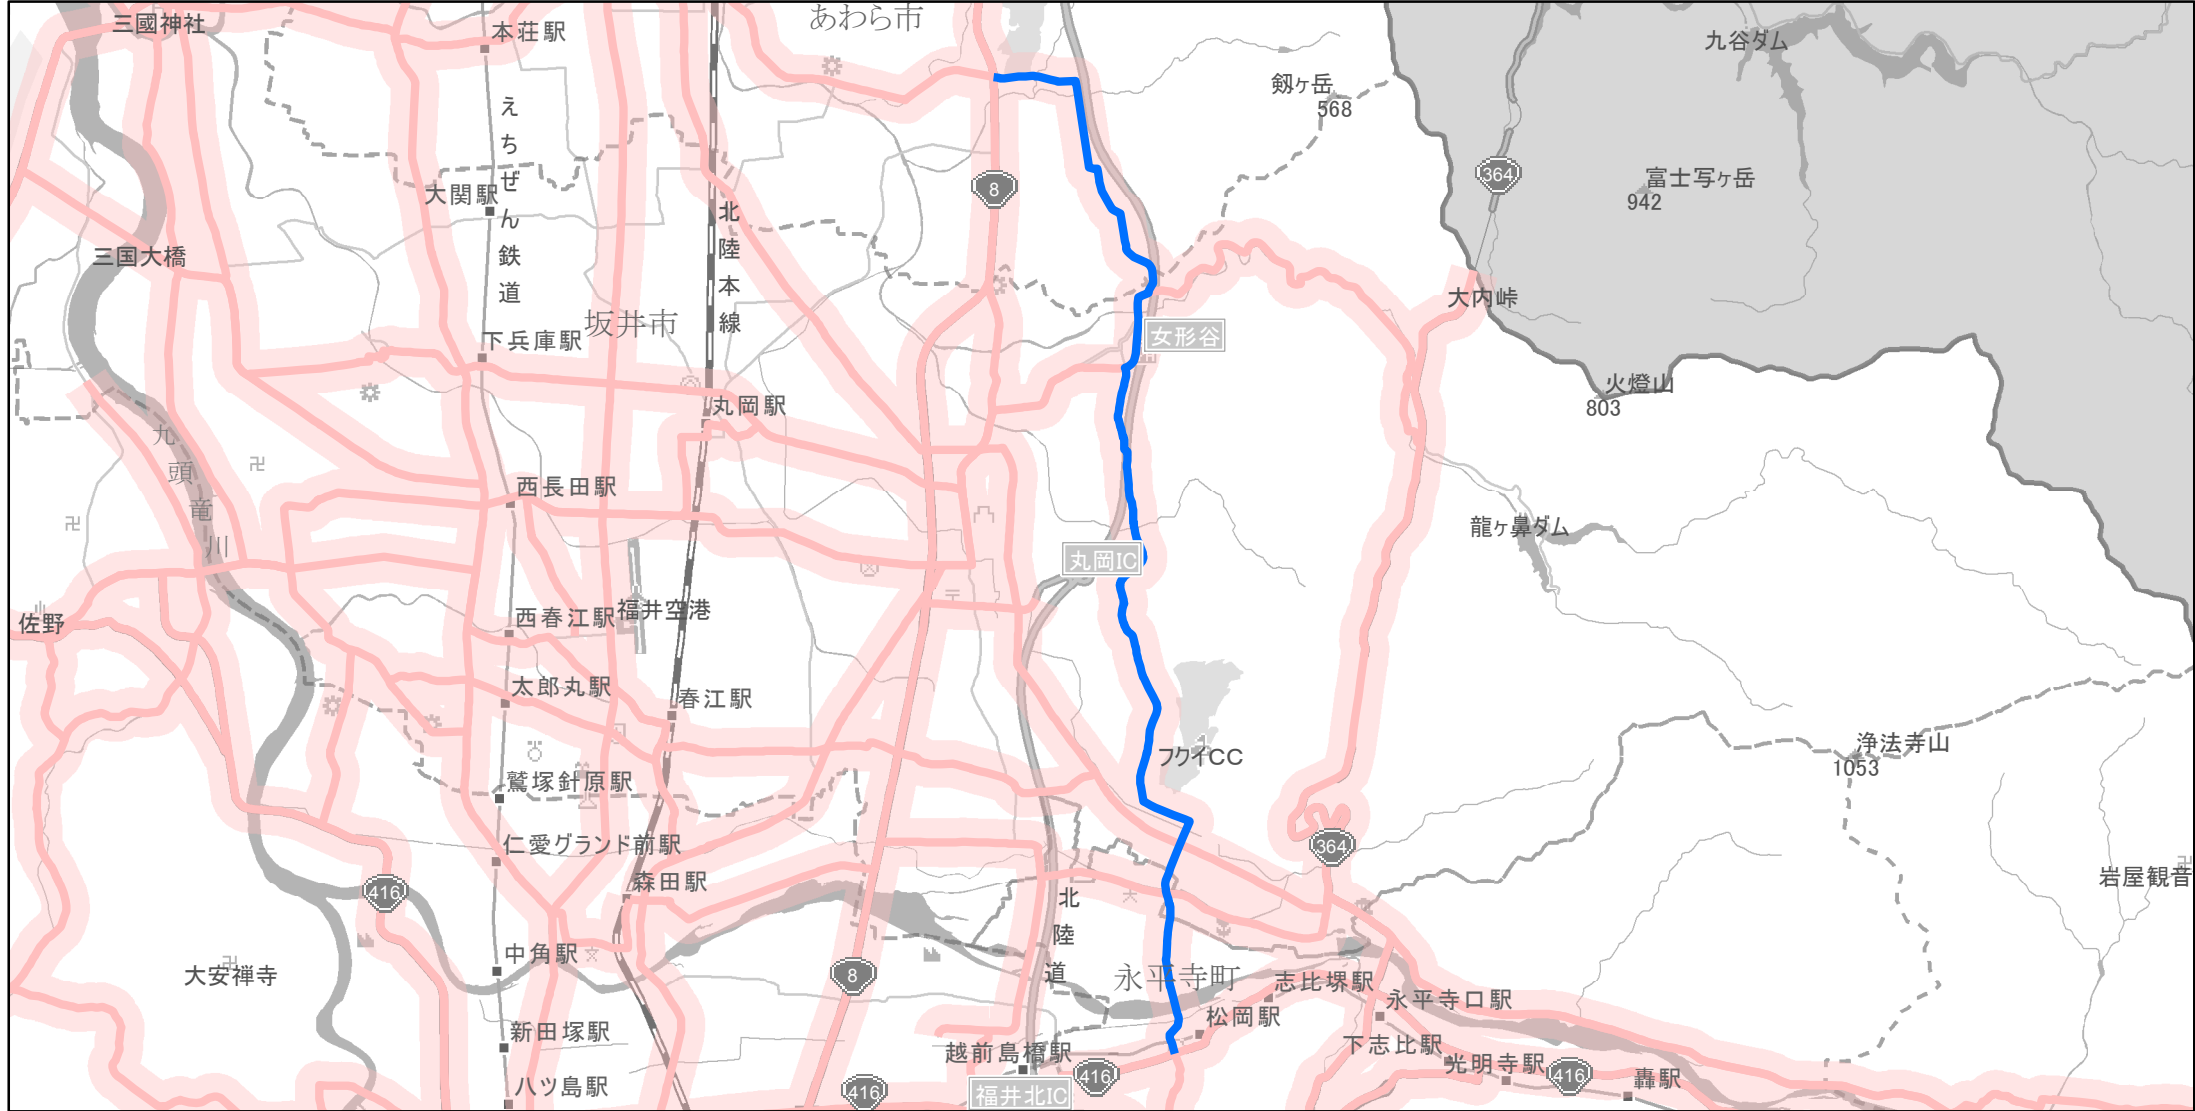 三國神社
本荘駅
あわら市
九谷ダム
剱ヶ岳
568
えちぜん鉄道
364
富士写ヶ岳
942
8
大関駅
北陸本線
三国大橋
大内峠
坂井市
下兵庫駅
女形谷
火燈山
803
丸岡駅
九頭竜川
西長田駅
龍ヶ鼻ダム
丸岡IC
佐野
西春江駅
福井空港
太郎丸駅
春江駅
フクイCC
浄法寺山
1053
鷲塚針原駅
仁愛グランド前駅
364
森田駅
416
岩屋観音
北陸道
中角駅
大安禅寺
8
永平寺町
志比堺駅
永平寺口駅
松岡駅
新田塚駅
越前島橋駅
下志比駅
光明寺駅
416
416
轟駅
八ツ島駅
416
福井北IC